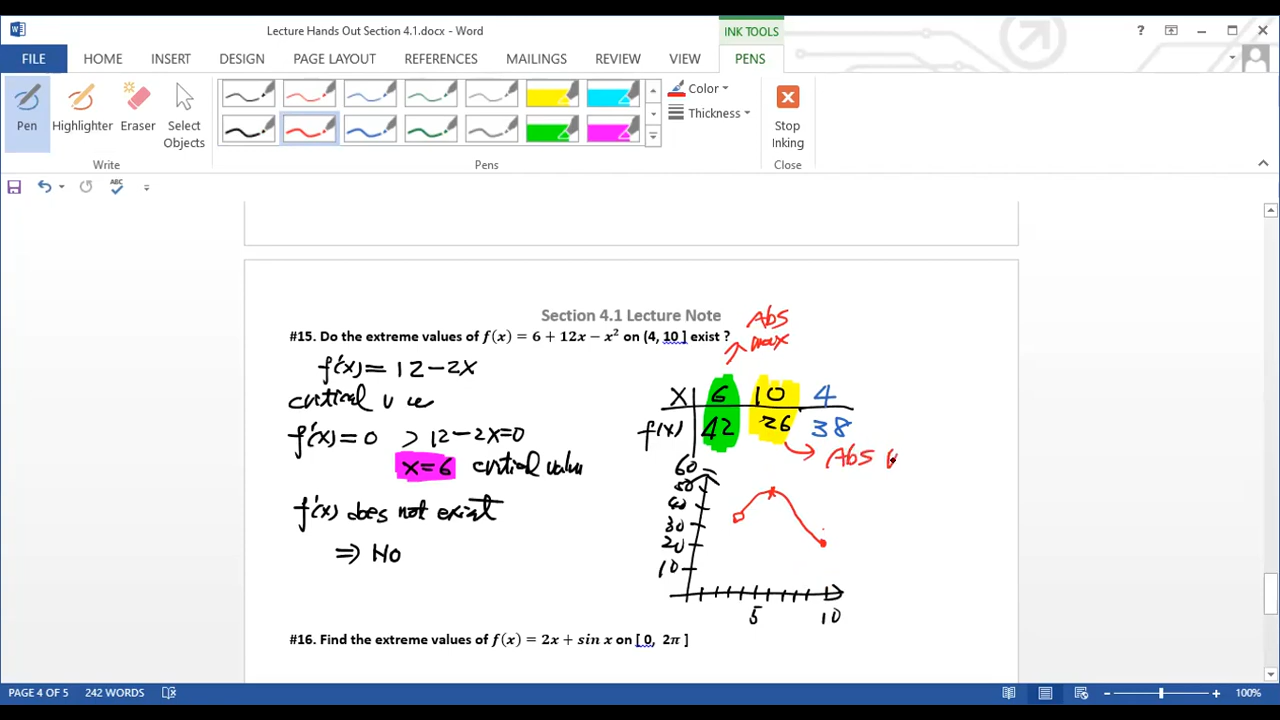 Lecture Hands Out Section 4.1.docx - Word
INK TOOLS
FILE HOME INSERT DESIGN PAGE LAYOUT REFERENCES MAILINGS REVIEW VIEW PENS
Pen Highlighter Eraser Select Objects
Color
Thickness
Stop Inking
Write Pens Close
ABC
Section 4.1 Lecture Note
#15. Do the extreme values of f(x) = 6 + 12x − x² on (4, 10 ] exist ?
Abs
max
f'(x) = 12 − 2x
critical
x 6 10 4
f(x) 42 26 38
f'(x) = 0 > 12 − 2x = 0
x = 6 critical value
Abs
f'(x) does not exist
⇒ No
60
50
40
30
20
10
5 10
#16. Find the extreme values of f(x) = 2x + sin x on [ 0, 2π ]
PAGE 4 OF 5 242 WORDS 100%